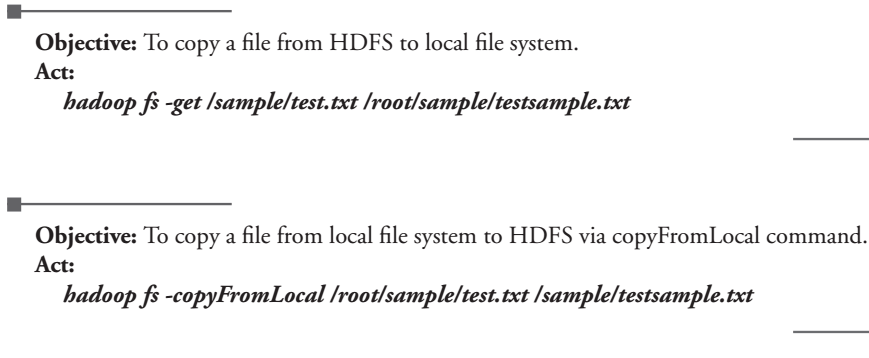 Objective: To copy a file from HDFS to local file system.
Act:
hadoop fs -get /sample/test.txt /root/sample/testsample.txt
Objective: To copy a file from local file system to HDFS via copyFromLocal command.
Act:
hadoop fs -copyFromLocal /root/sample/test.txt /sample/testsample.txt